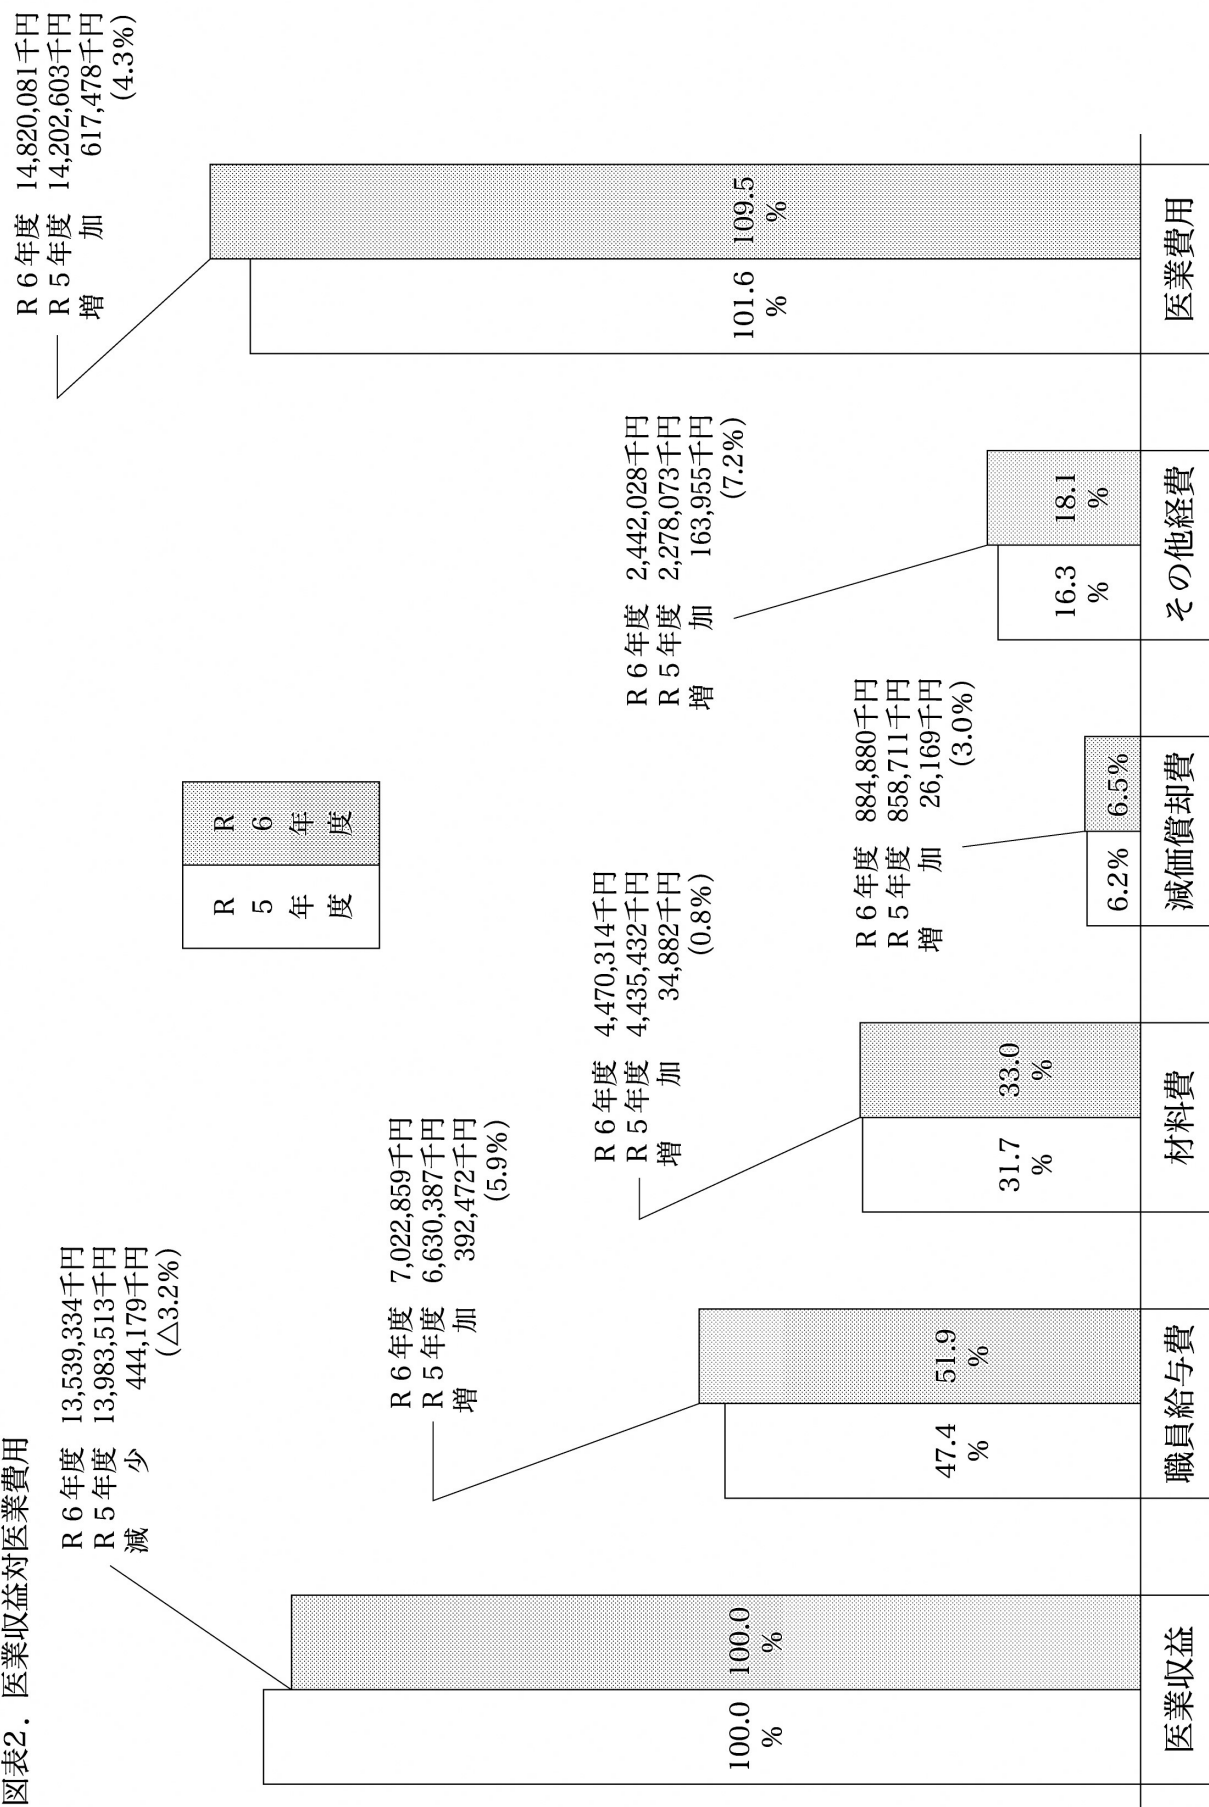 図表2．医業収益対医業費用
R６年度 13,539,334千円
R５年度 13,983,513千円
減 少 444,179千円
(△3.2%)
R６年度 7,022,859千円
R５年度 6,630,387千円
増 加 392,472千円
(5.9%)
R６年度 4,470,314千円
R５年度 4,435,432千円
増 加 34,882千円
(0.8%)
R６年度 884,880千円
R５年度 858,711千円
増 加 26,169千円
(3.0%)
R６年度 2,442,028千円
R５年度 2,278,073千円
増 加 163,955千円
(7.2%)
R６年度 14,820,081千円
R５年度 14,202,603千円
増 加 617,478千円
(4.3%)
R５年度
R６年度
100.0
%
100.0
%
47.4
%
51.9
%
31.7
%
33.0
%
6.2%
6.5%
16.3
%
18.1
%
101.6
%
109.5
%
医業収益
職員給与費
材料費
減価償却費
その他経費
医業費用